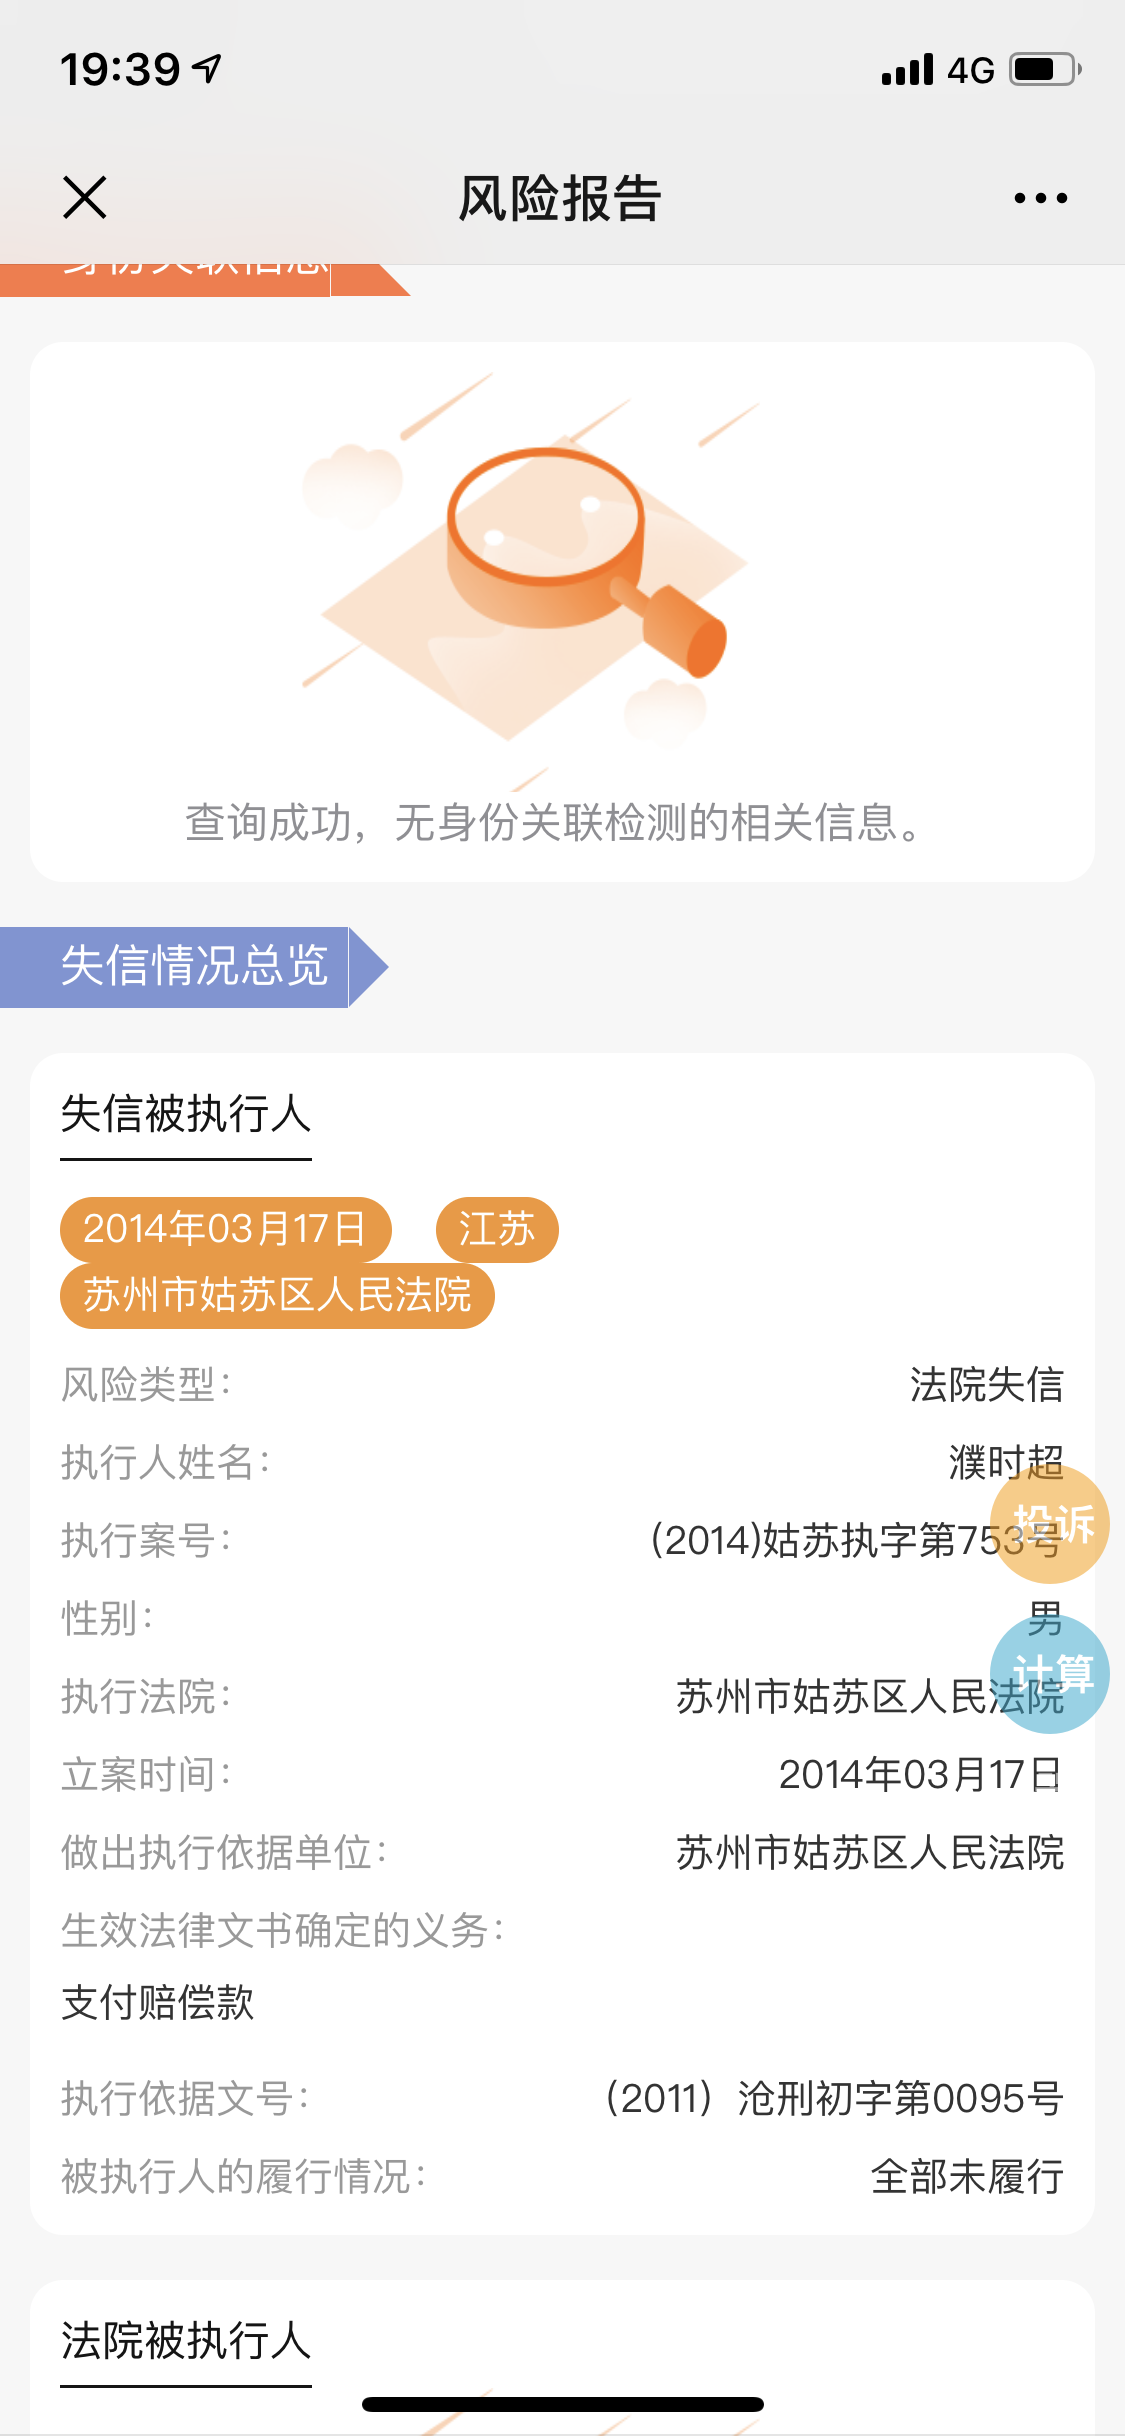 19:39
4G
风险报告
身份关联信息
查询成功，无身份关联检测的相关信息。
失信情况总览
失信被执行人
2014年03月17日
江苏
苏州市姑苏区人民法院
风险类型：
法院失信
执行人姓名：
濮时超
执行案号：
(2014)姑苏执字第753号
投诉
性别：
男
计算
执行法院：
苏州市姑苏区人民法院
立案时间：
2014年03月17日
做出执行依据单位：
苏州市姑苏区人民法院
生效法律文书确定的义务：
支付赔偿款
执行依据文号：
（2011）沧刑初字第0095号
被执行人的履行情况：
全部未履行
法院被执行人